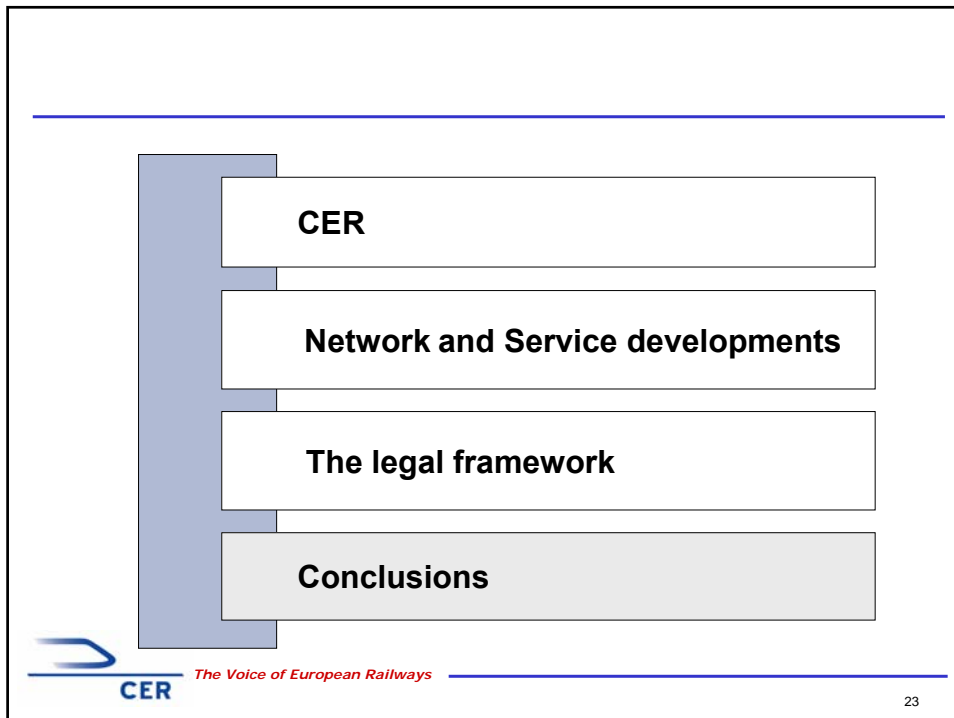 CER
Network and Service developments
The legal framework
Conclusions
The Voice of European Railways
CER
23